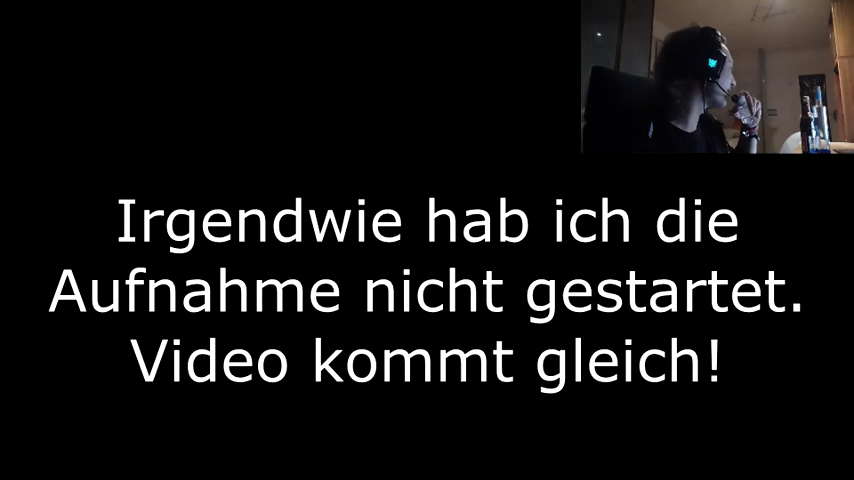 Irgendwie hab ich die
Aufnahme nicht gestartet.
Video kommt gleich!